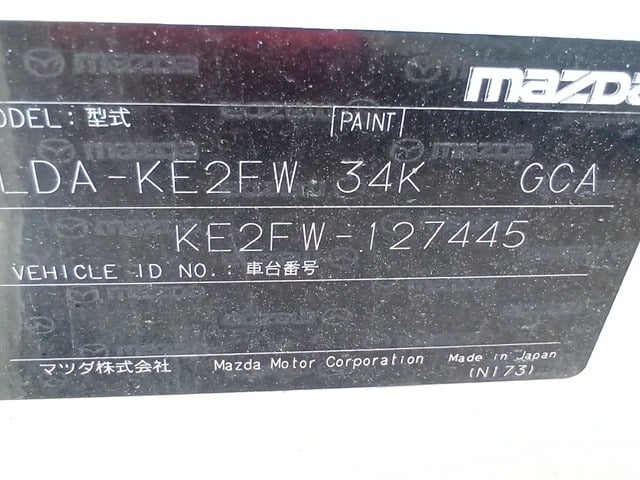 mazda
MODEL: 型式 PAINT
LDA-KE2FW 34K GCA
KE2FW-127445
VEHICLE ID NO.: 車台番号
マツダ株式会社 Mazda Motor Corporation Made in Japan
(N173)